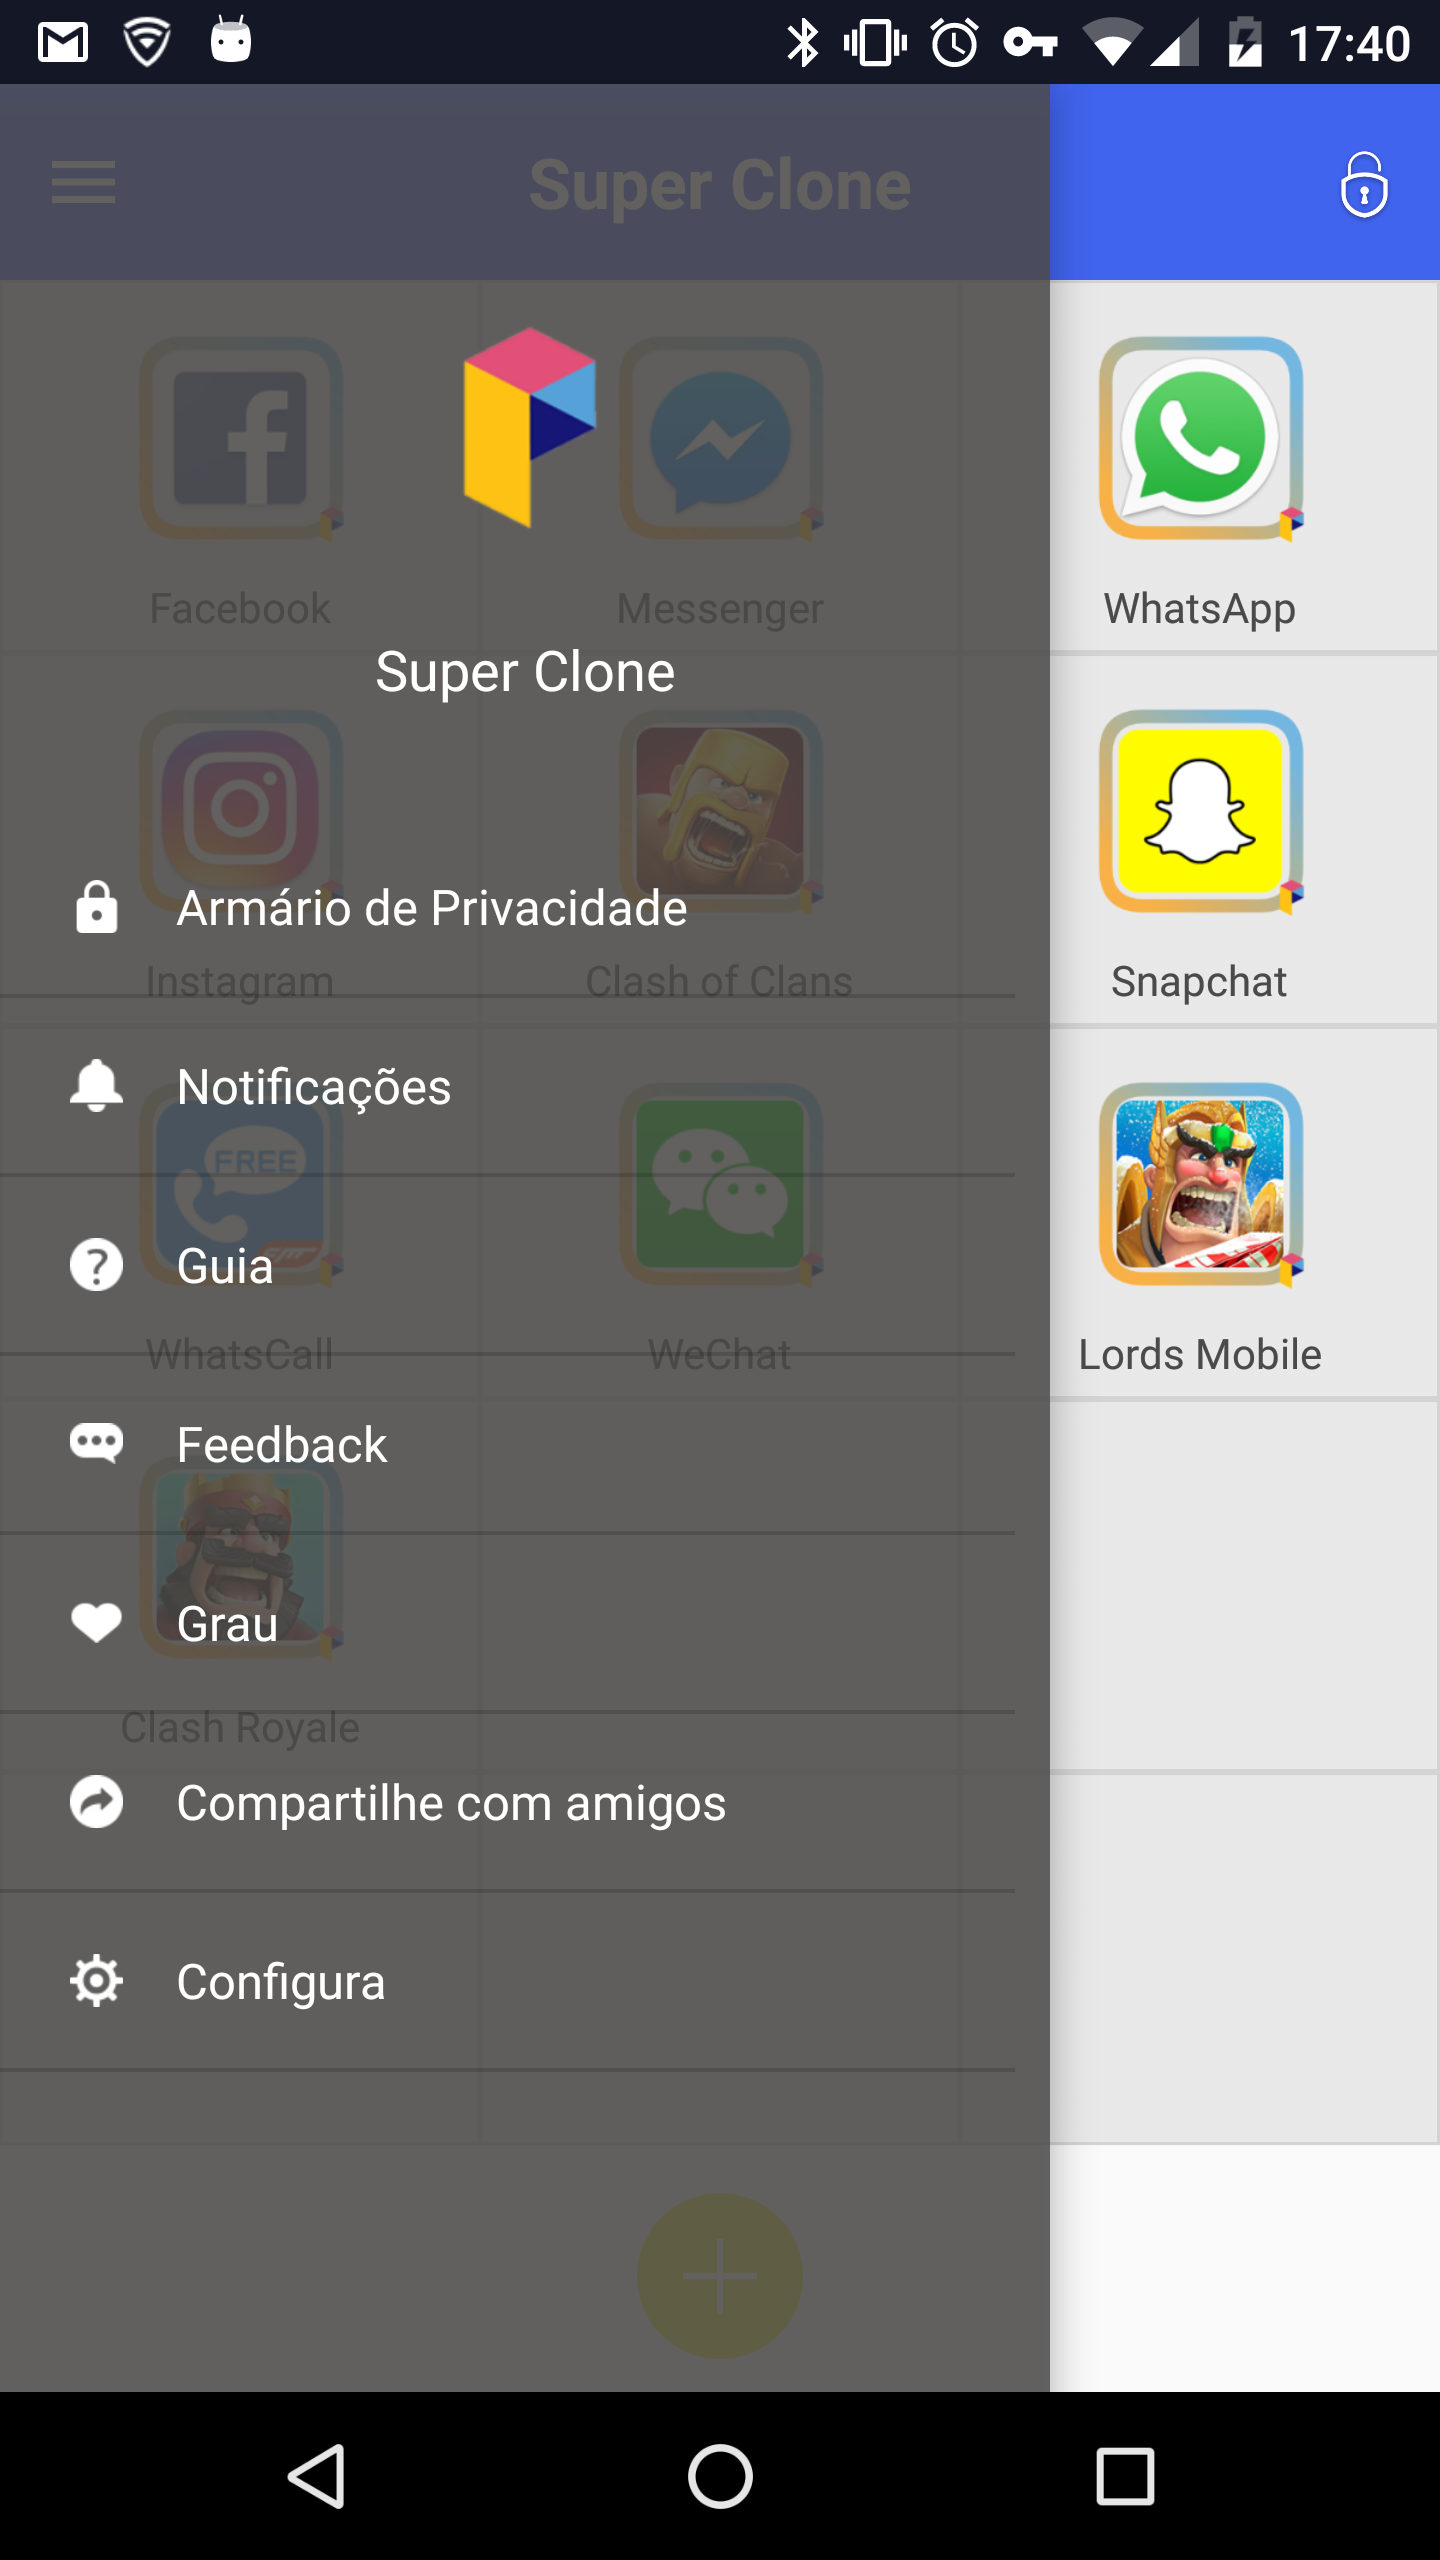 17:40
Super Clone
Facebook
Messenger
WhatsApp
Super Clone
Armário de Privacidade
Instagram
Clash of Clans
Snapchat
Notificações
FREE
Guia
WhatsCall
WeChat
Lords Mobile
Feedback
Grau
Clash Royale
Compartilhe com amigos
Configura